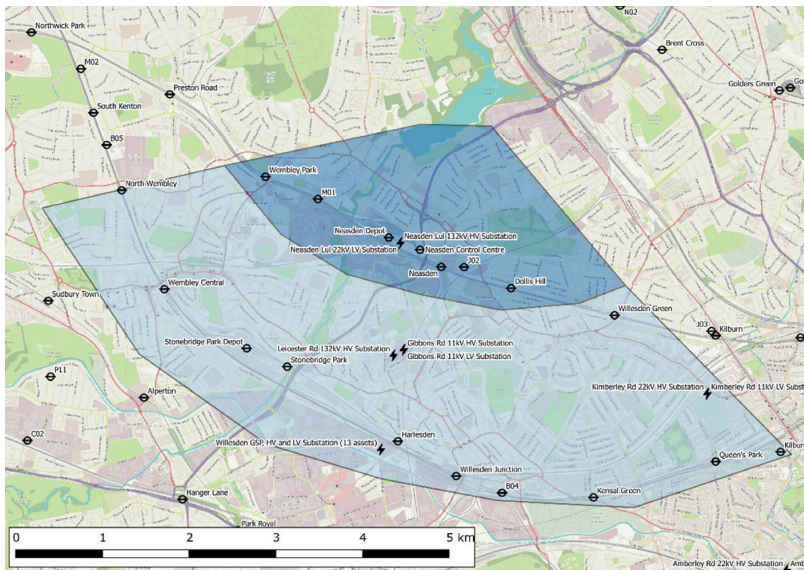 Northwick Park
N02
Brent Cross
M02
Preston Road
Golders Green
South Kenton
B05
Wembley Park
North Wembley
M01
Neasden Depot
Neasden Lul 132kV HV Substation
Neasden Lul 22kV LV Substation
Neasden Control Centre
Neasden
J02
Dollis Hill
Wembley Central
Sudbury Town
Willesden Green
J03
Kilburn
Stonebridge Park Depot
Leicester Rd 132kV HV Substation
Gibbons Rd 11kV HV Substation
Gibbons Rd 11kV LV Substation
Stonebridge Park
P11
Alperton
Kimberley Rd 22kV HV Substation
Kimberley Rd 11kV LV Subst
C02
Harlesden
Willesden GSP, HV and LV Substation (13 assets)
Kilbu
Queen's Park
Willesden Junction
B04
Kensal Green
Hanger Lane
Park Royal
0 1 2 3 4 5 km
Amberley Rd 22kV HV Substation
Amb